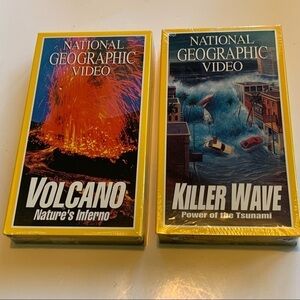 NATIONAL
GEOGRAPHIC
VIDEO
VOLCANO
Nature's Inferno
NATIONAL
GEOGRAPHIC
VIDEO
KILLER WAVE
Power of the Tsunami